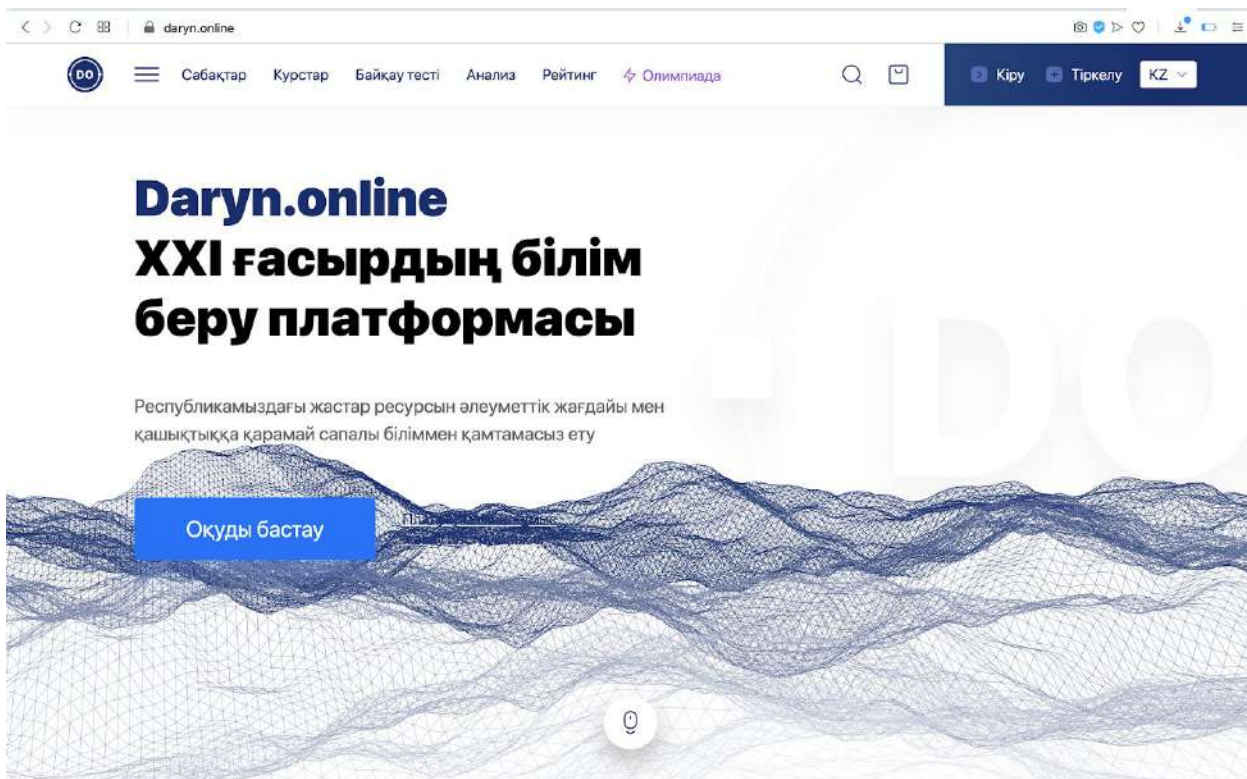 daryn.online
DO
Сабақтар Курстар Байқау тесті Анализ Рейтинг Олимпиада Кіру Тіркелу KZ
Daryn.online
XXI ғасырдың білім
беру платформасы
Республикамыздағы жастар ресурсын әлеуметтік жағдайы мен
қашықтыққа қарамай сапалы біліммен қамтамасыз ету
Оқуды бастау
DO